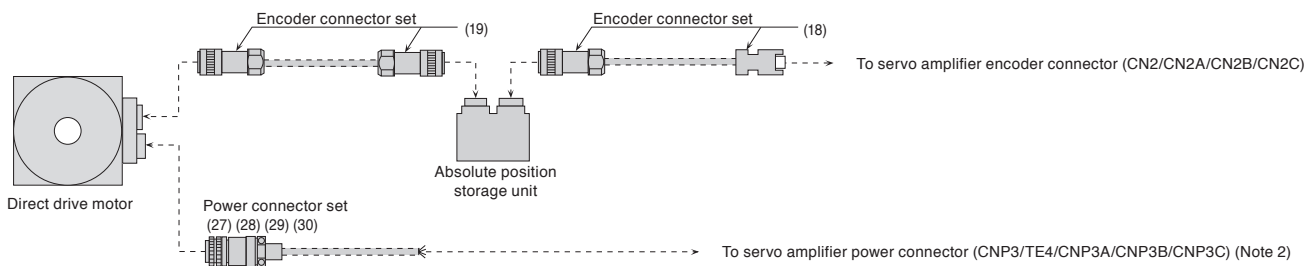 Encoder connector set
(19)
Encoder connector set
(18)
To servo amplifier encoder connector (CN2/CN2A/CN2B/CN2C)
Absolute position
storage unit
Direct drive motor
Power connector set
(27) (28) (29) (30)
To servo amplifier power connector (CNP3/TE4/CNP3A/CNP3B/CNP3C) (Note 2)